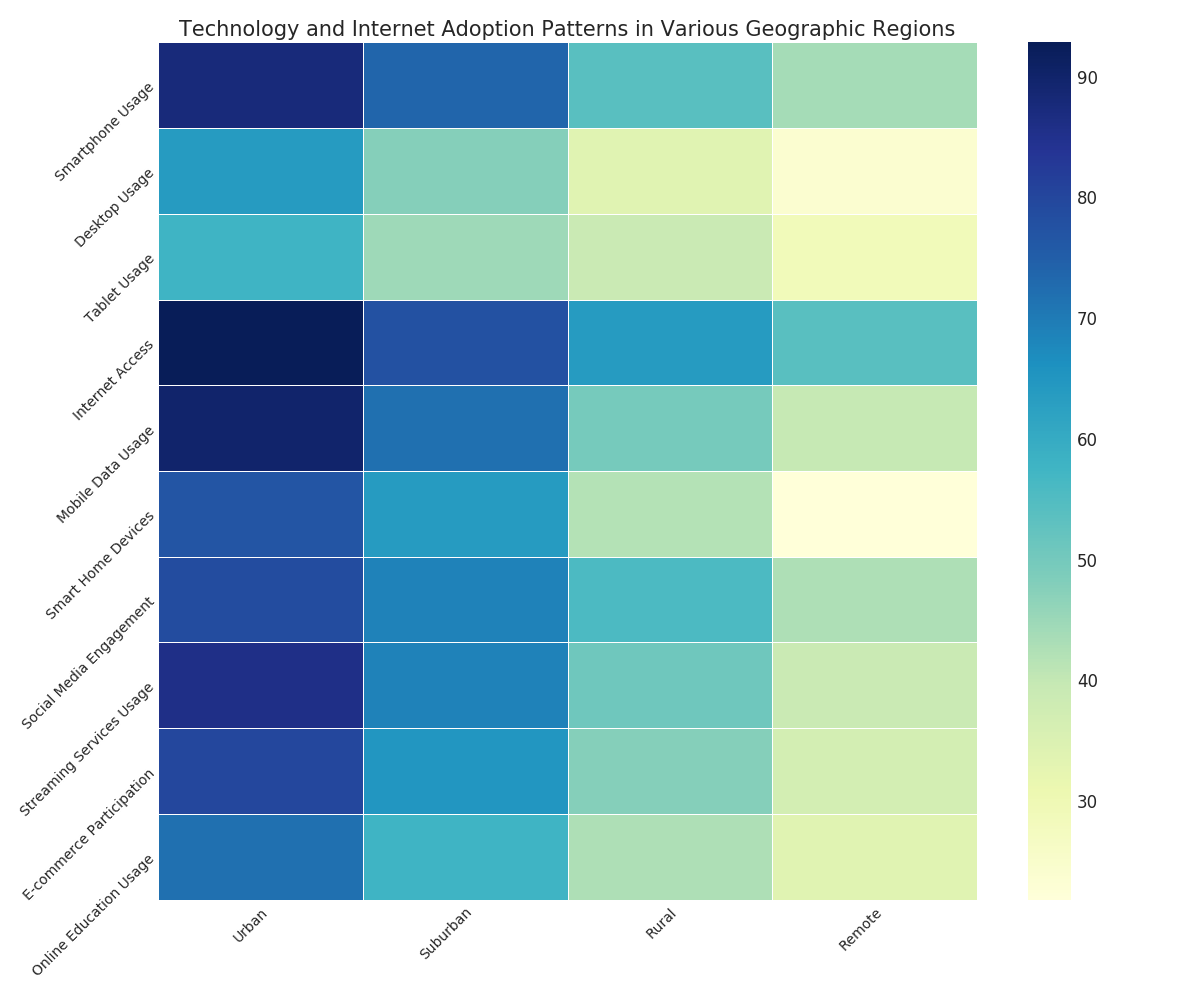 Technology and Internet Adoption Patterns in Various Geographic Regions
Smartphone Usage
Desktop Usage
Tablet Usage
Internet Access
Mobile Data Usage
Smart Home Devices
Social Media Engagement
Streaming Services Usage
E-commerce Participation
Online Education Usage
Urban
Suburban
Rural
Remote
90
80
70
60
50
40
30